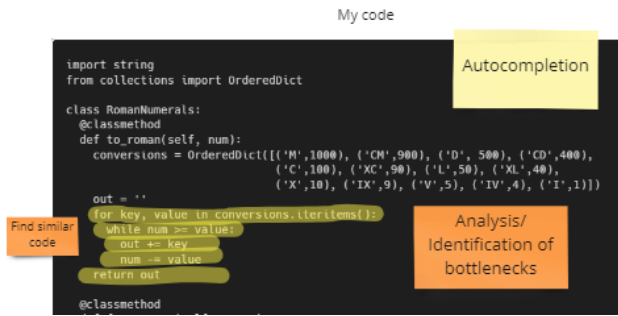 My code
import string
from collections import OrderedDict
Autocompletion
class RomanNumerals:
@classmethod
def to_roman(self, num):
conversions = OrderedDict([('M',1000), ('CM',900), ('D', 500), ('CD',400),
('C',100), ('XC',90), ('L',50), ('XL',40),
('X',10), ('IX',9), ('V',5), ('IV',4), ('I',1)])
out = ''
for key, value in conversions.iteritems():
while num >= value:
out += key
num -= value
return out
Find similar
code
Analysis/
Identification of
bottlenecks
@classmethod